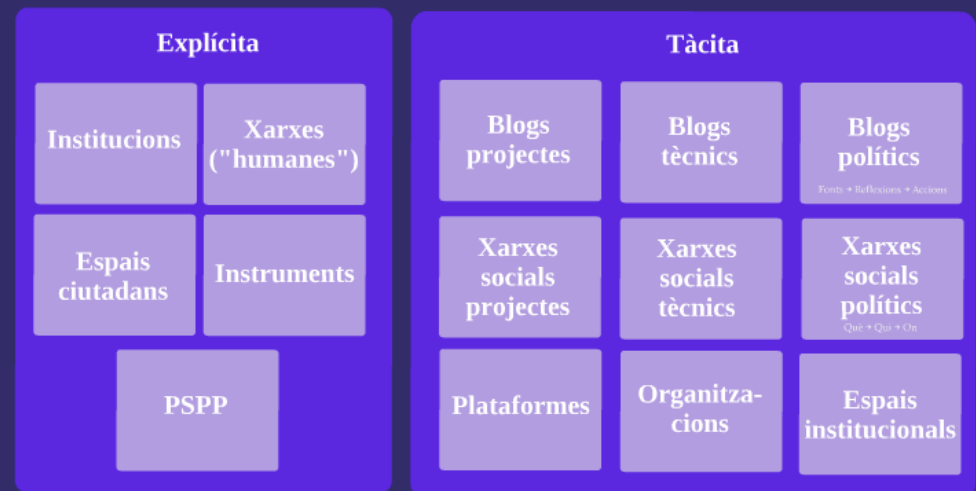 Explícita
Institucions
Xarxes
("humanes")
Espais
ciutadans
Instruments
PSPP
Tàcita
Blogs
projectes
Blogs
tècnics
Blogs
polítics
Fonts + Reflexions + Accions
Xarxes
socials
projectes
Xarxes
socials
tècnics
Xarxes
socials
polítics
Què + Qui + On
Plataformes
Organitza-
cions
Espais
institucionals